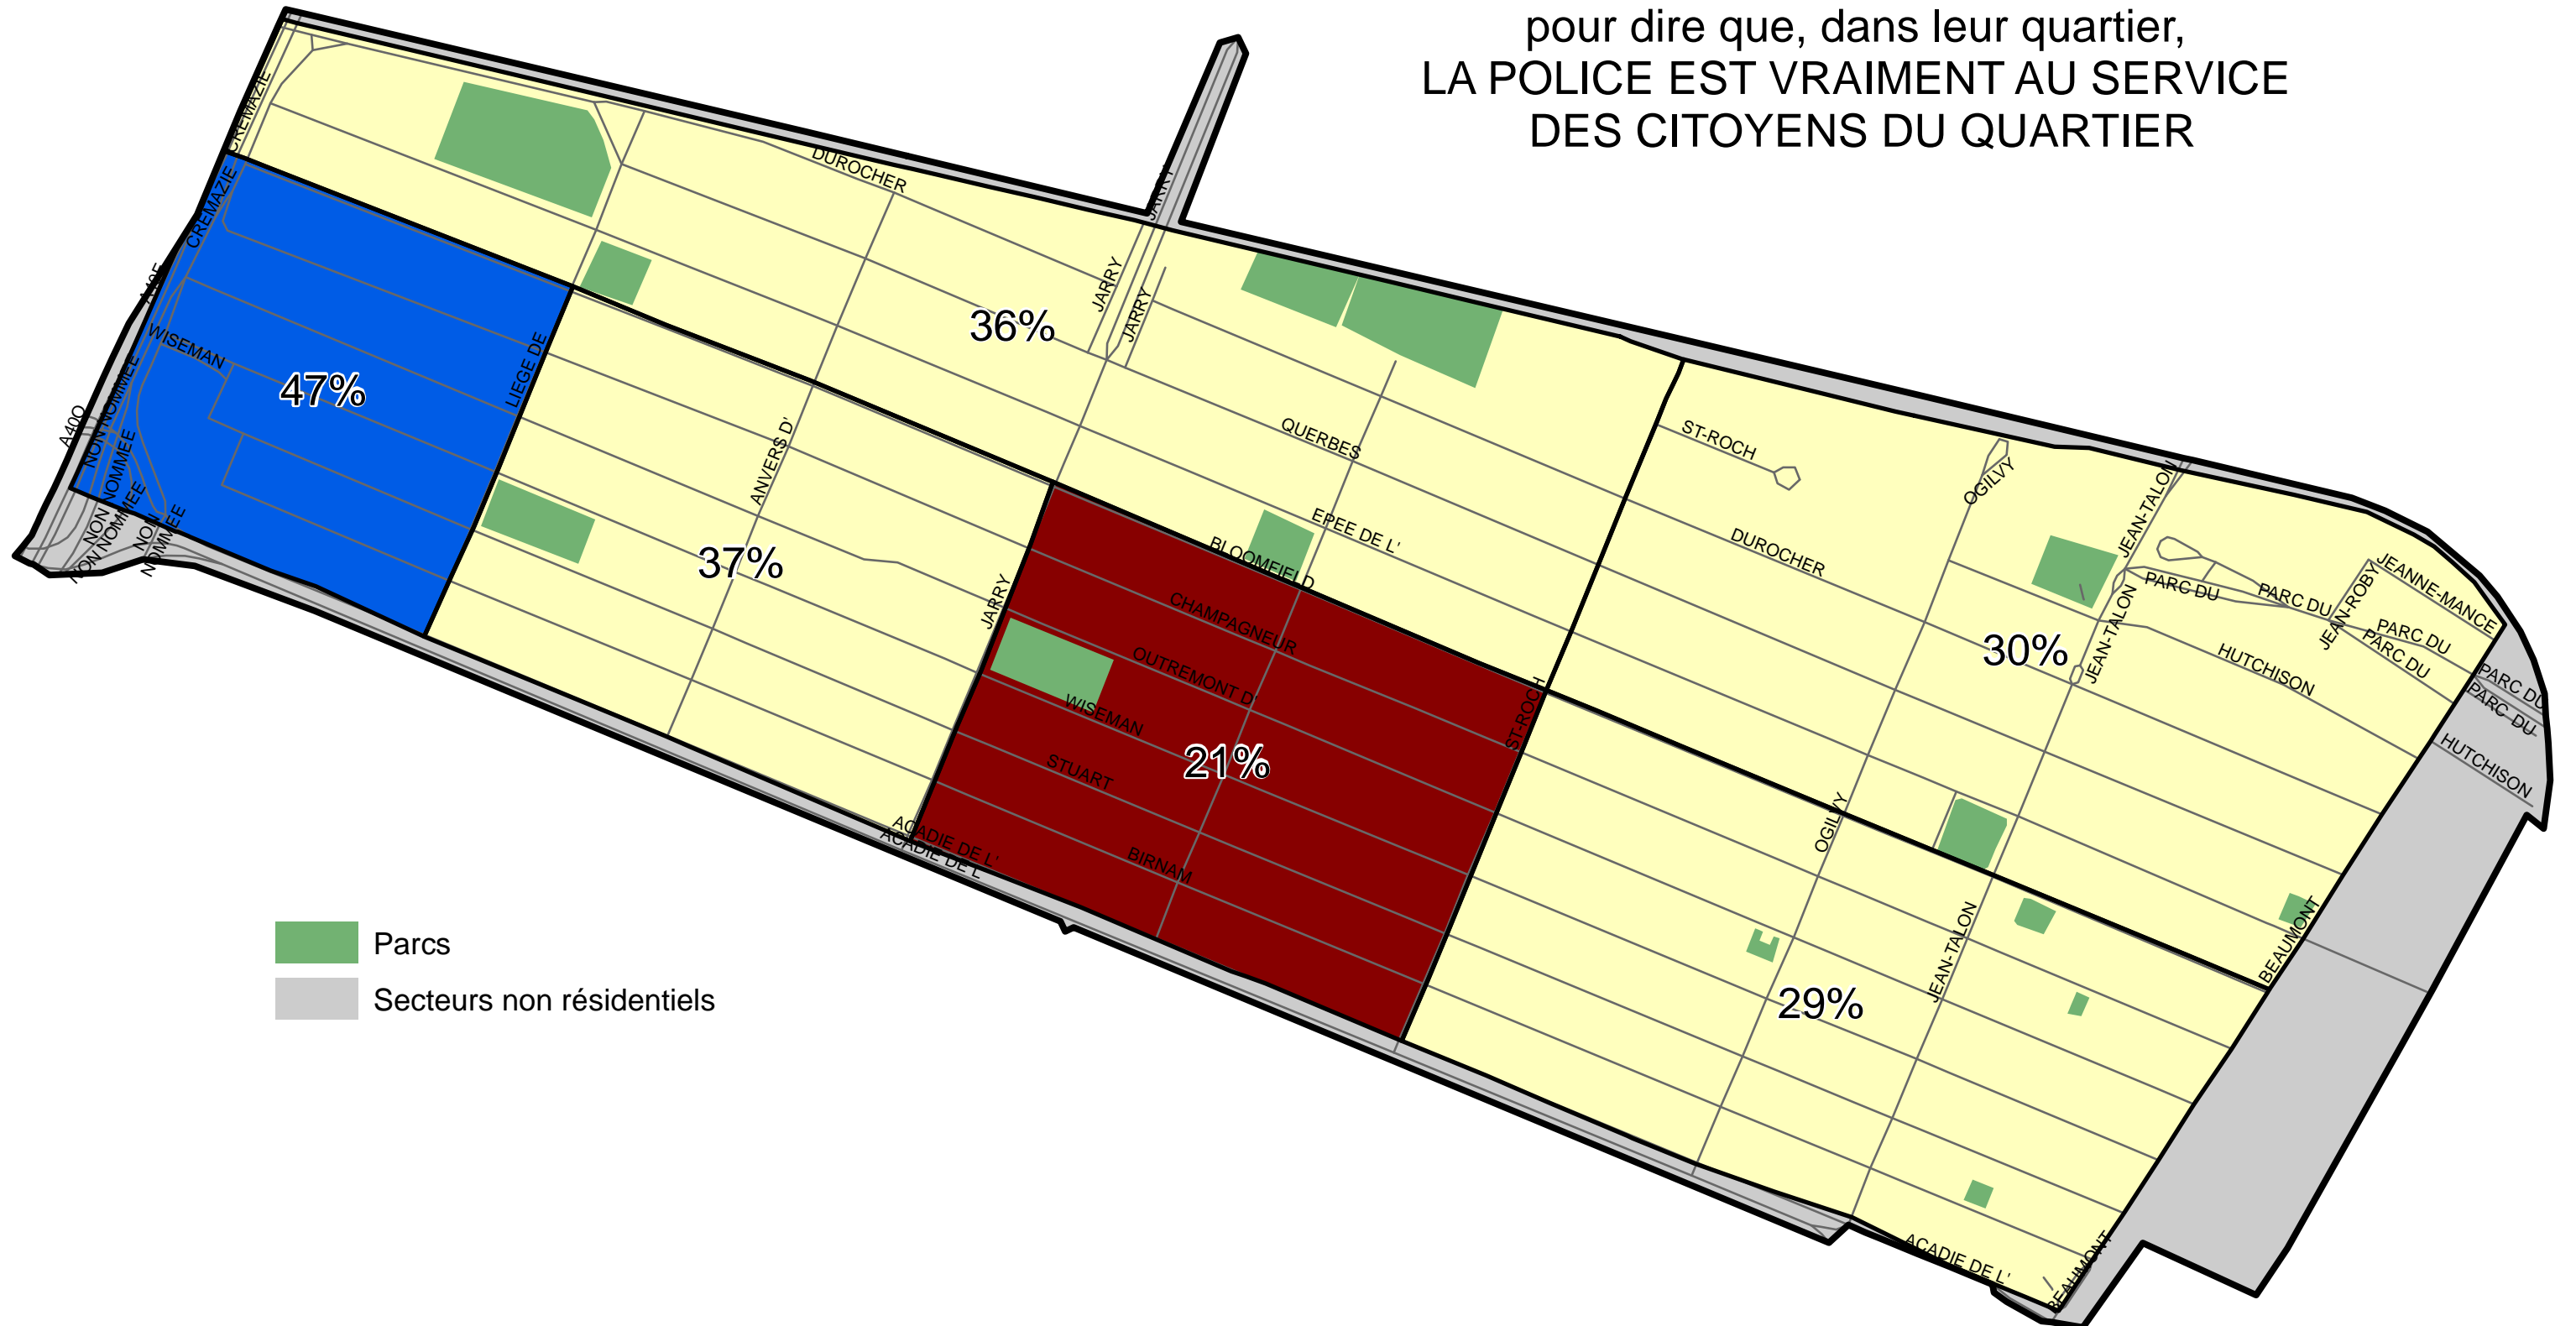 pour dire que, dans leur quartier,
LA POLICE EST VRAIMENT AU SERVICE
DES CITOYENS DU QUARTIER
CREMAZIE
CREMAZIE
DUROCHER
JARRY
JARRY
JARRY
36%
WISEMAN
47%
LIEGE DE
A40O
NON NOMMEE
NON NOMMEE
NON NOMMEE
NON NOMMEE
ANVERS D'
37%
QUERBES
EPEE DE L'
BLOOMFIELD
JARRY
CHAMPAGNEUR
OUTREMONT D'
WISEMAN
21%
STUART
BIRNAM
ACADIE DE L'
ACADIE DE L'
ST-ROCH
ST-ROCH
OGILVY
JEAN-TALON
DUROCHER
PARC DU
PARC DU
JEAN-ROBY
JEANNE-MANCE
PARC DU
PARC DU
PARC DU
PARC DU
JEAN-TALON
30%
HUTCHISON
HUTCHISON
OGILVY
JEAN-TALON
29%
BEAUMONT
ACADIE DE L'
BEAUMONT
Parcs
Secteurs non résidentiels